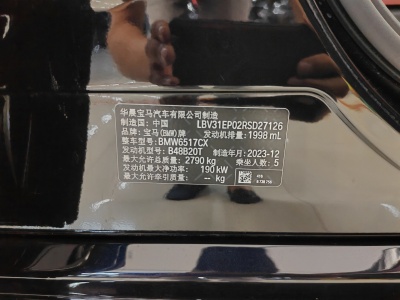 华晨宝马汽车有限公司制造
制造国: 中国 LBV31EP02RSD27126
品牌: 宝马(BMW)牌 发动机排量: 1998 mL
整车型号: BMW6517CX
发动机型号: B48B20T 制造年月: 2023-12
最大允许总质量: 2790 kg 乘坐人数: 5
发动机最大净功率: 190 kW
最大允许牵引质量: -- kg